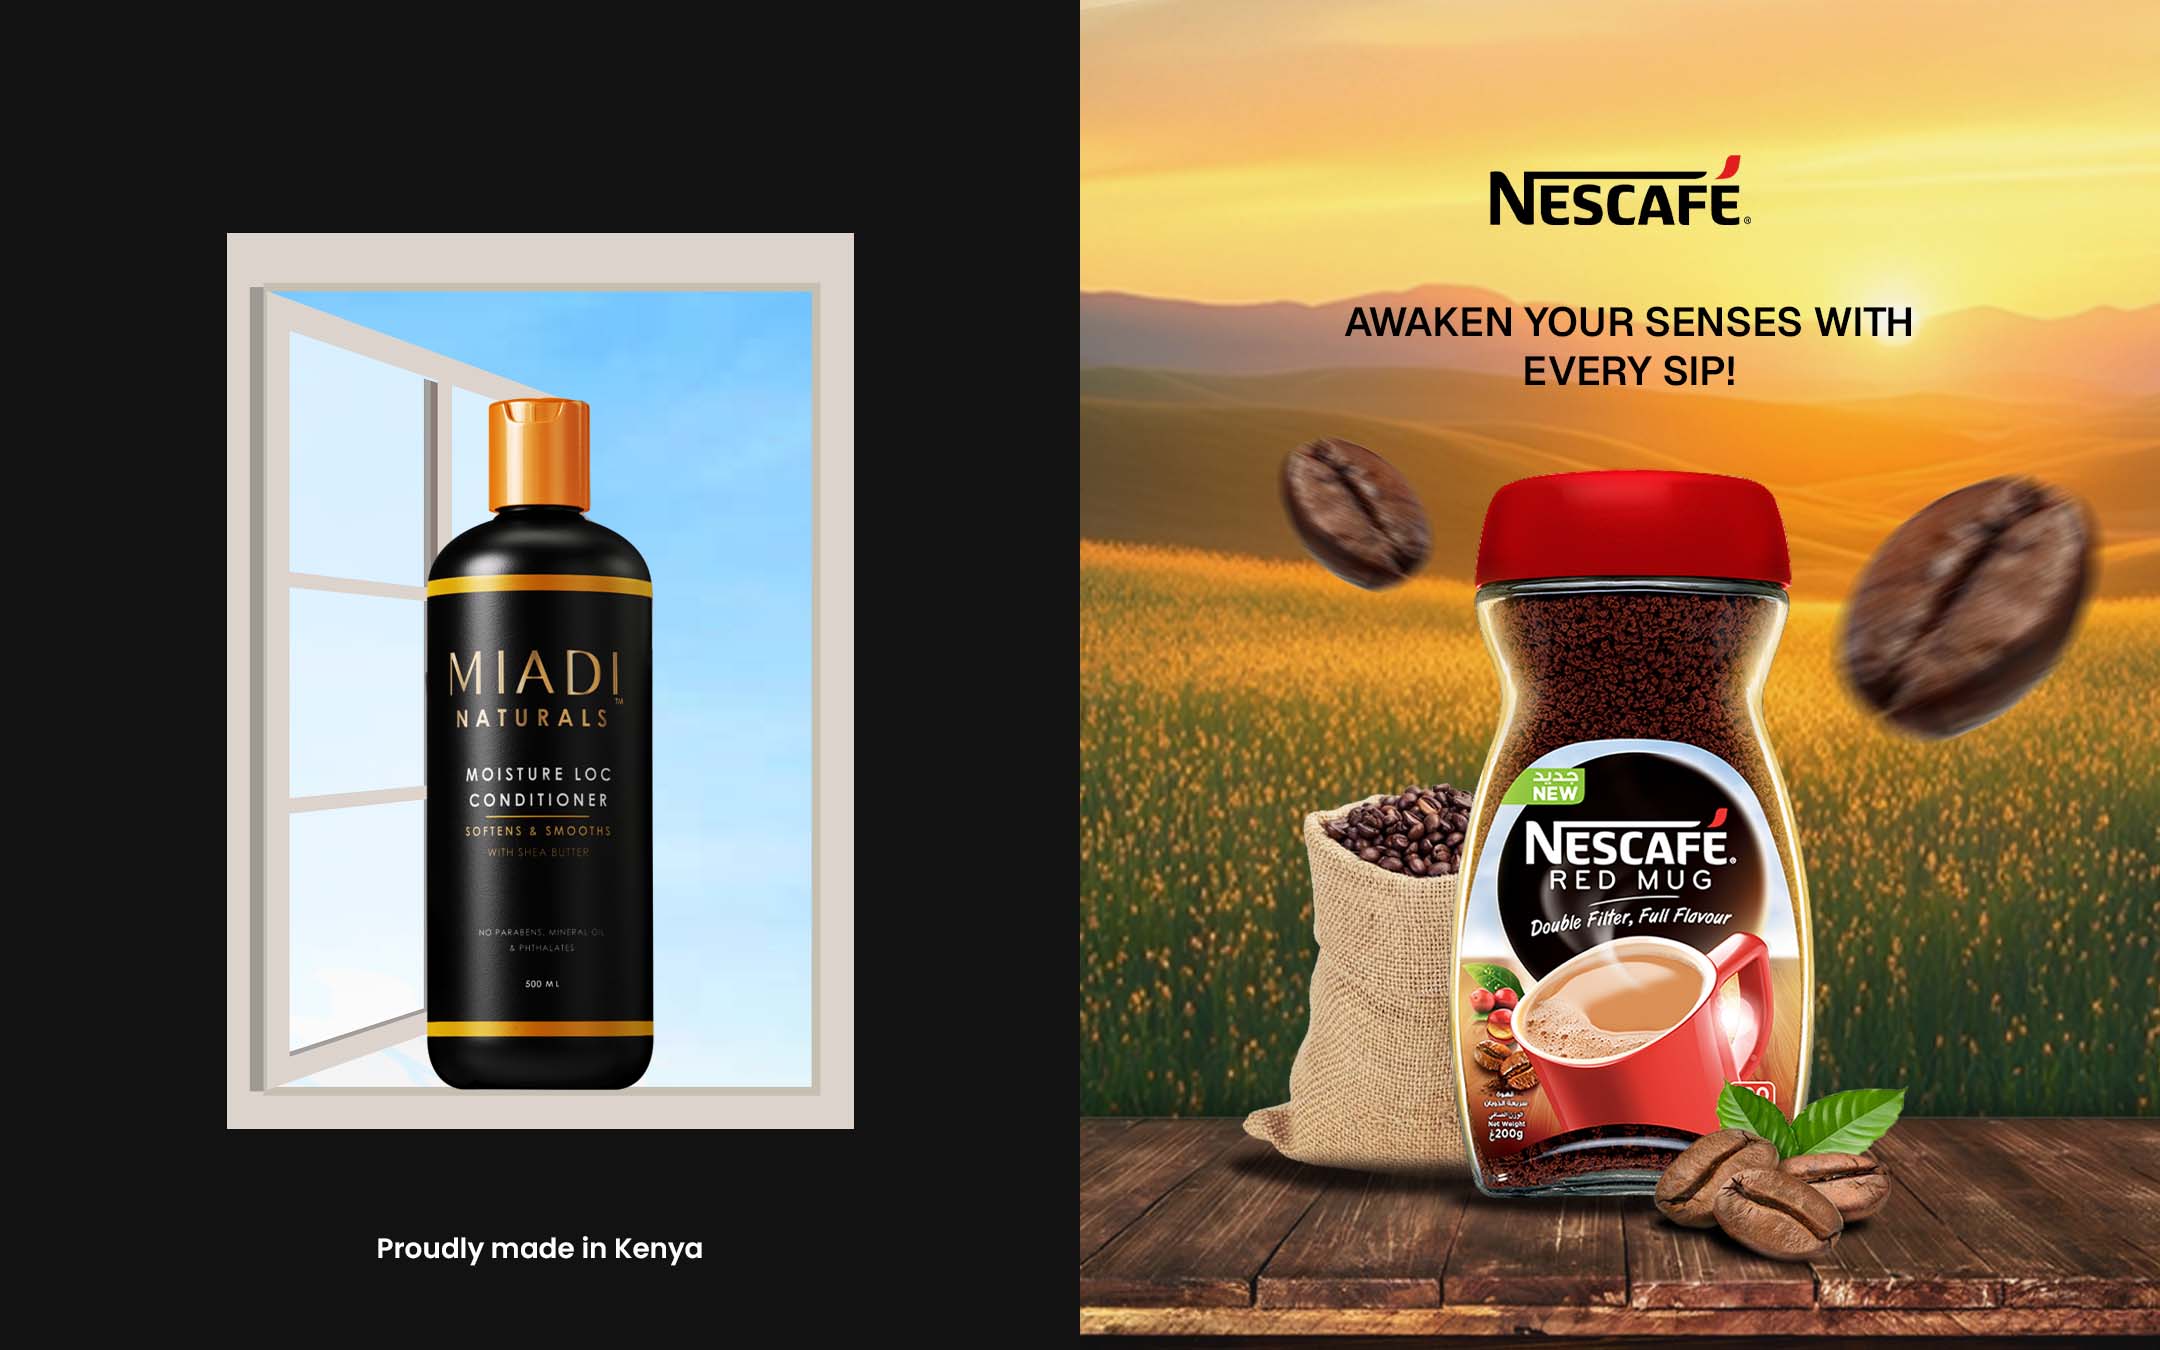 MIADI
TM
NATURALS
MOISTURE LOC
CONDITIONER
SOFTENS & SMOOTHS
WITH SHEA BUTTER
NO PARABENS, MINERAL OIL
& PHTHALATES
500 ML
Proudly made in Kenya
NESCAFÉ®
AWAKEN YOUR SENSES WITH
EVERY SIP!
جديد
NEW
NESCAFÉ®
RED MUG
Double Filter, Full Flavour
قهوة
سريعة الذوبان
الوزن الصافي
Net Weight
200g غ